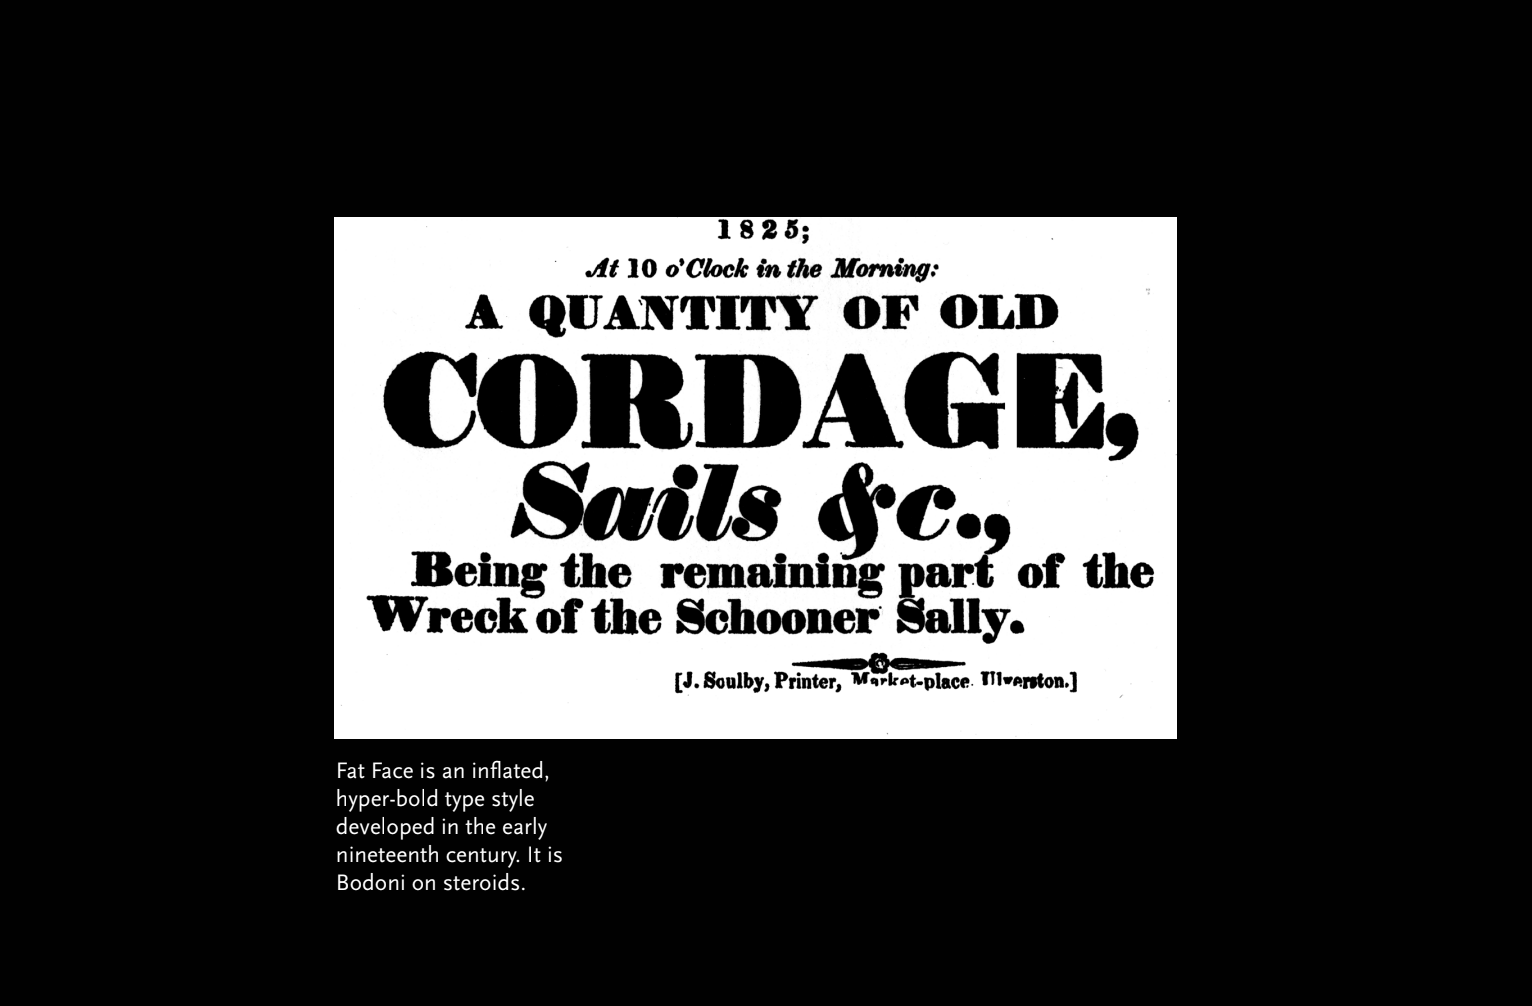 1825;
At 10 o'Clock in the Morning:
A QUANTITY OF OLD
CORDAGE,
Sails &c.,
Being the remaining part of the
Wreck of the Schooner Sally.
[J. Soulby, Printer, Market-place, Ulverston.]
Fat Face is an inflated,
hyper-bold type style
developed in the early
nineteenth century. It is
Bodoni on steroids.